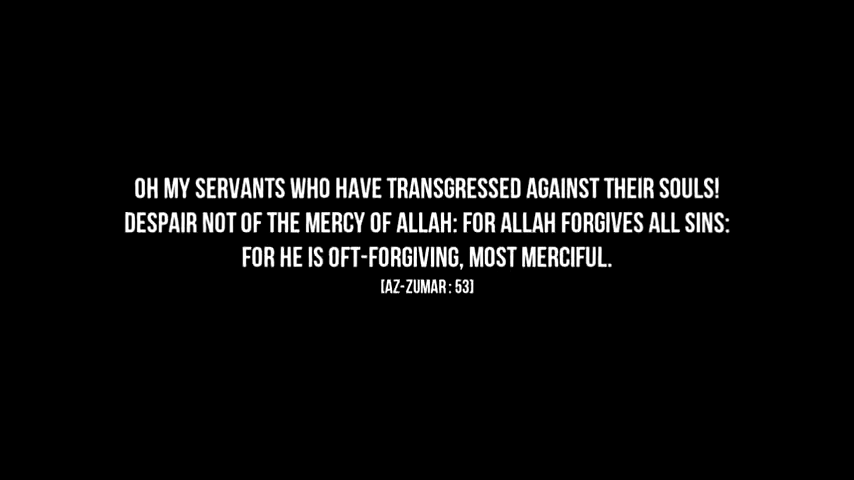 OH MY SERVANTS WHO HAVE TRANSGRESSED AGAINST THEIR SOULS!
DESPAIR NOT OF THE MERCY OF ALLAH: FOR ALLAH FORGIVES ALL SINS:
FOR HE IS OFT-FORGIVING, MOST MERCIFUL.
[AZ-ZUMAR : 53]